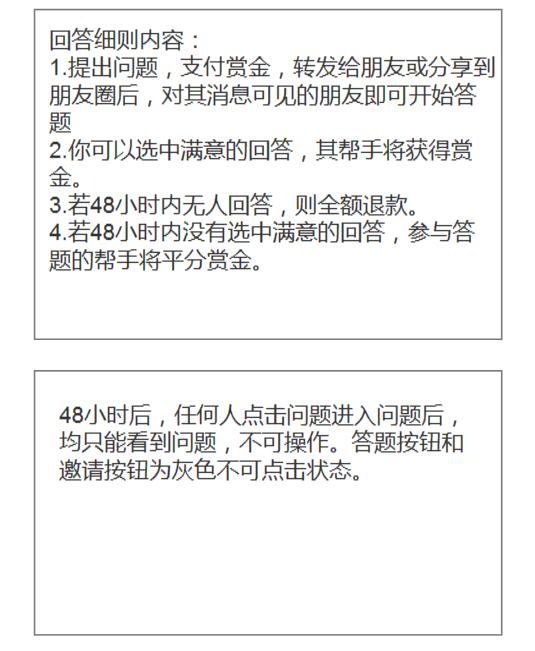 回答细则内容：
1.提出问题，支付赏金，转发给朋友或分享到
朋友圈后，对其消息可见的朋友即可开始答
题
2.你可以选中满意的回答，其帮手将获得赏
金。
3.若48小时内无人回答，则全额退款。
4.若48小时内没有选中满意的回答，参与答
题的帮手将平分赏金。
48小时后，任何人点击问题进入问题后，
均只能看到问题，不可操作。答题按钮和
邀请按钮为灰色不可点击状态。